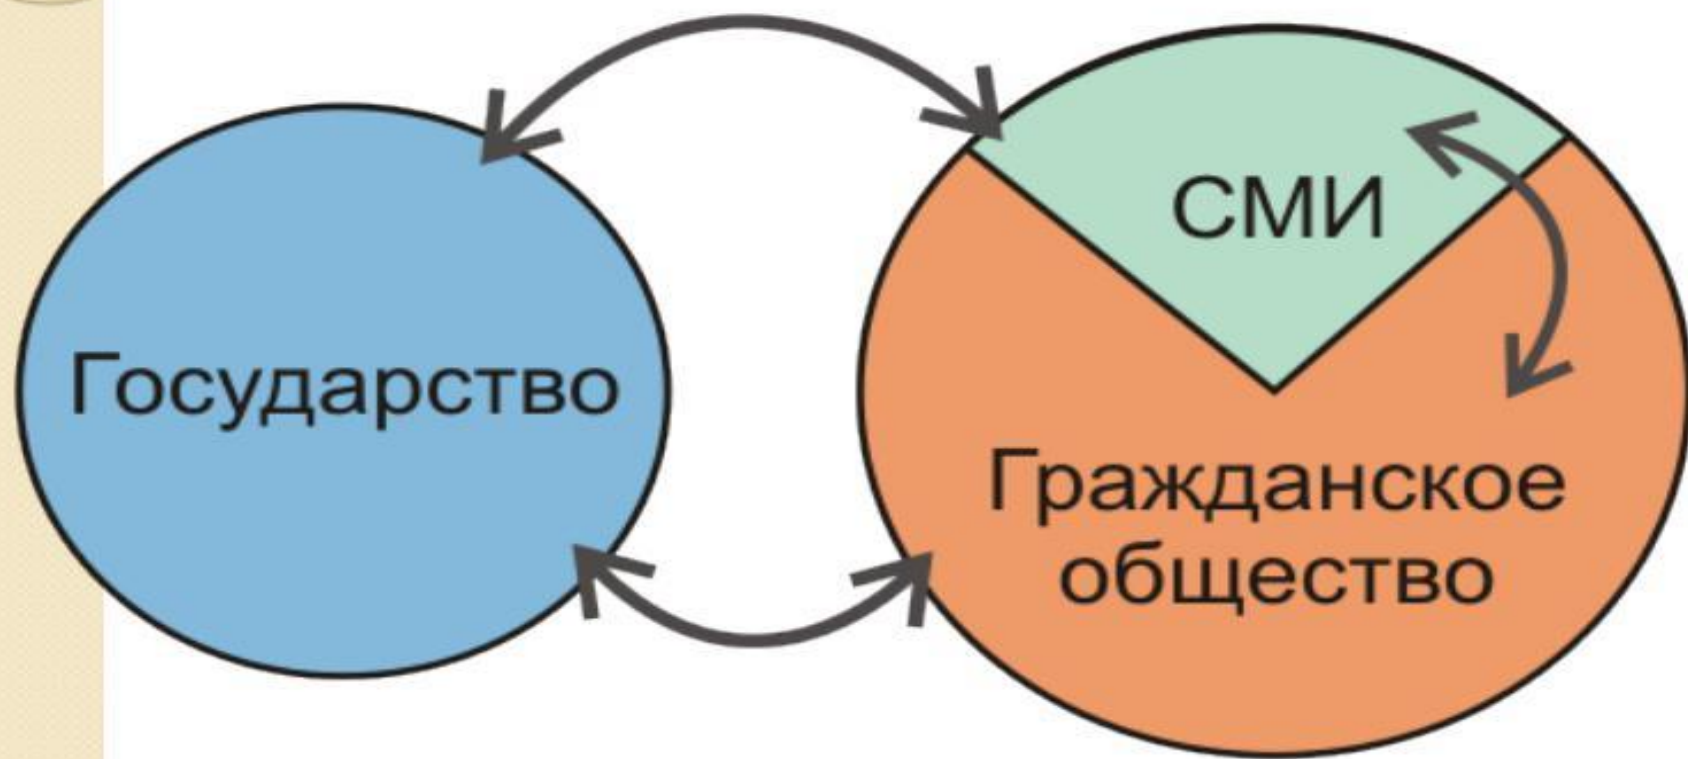 СМИ
Государство
Гражданское
общество